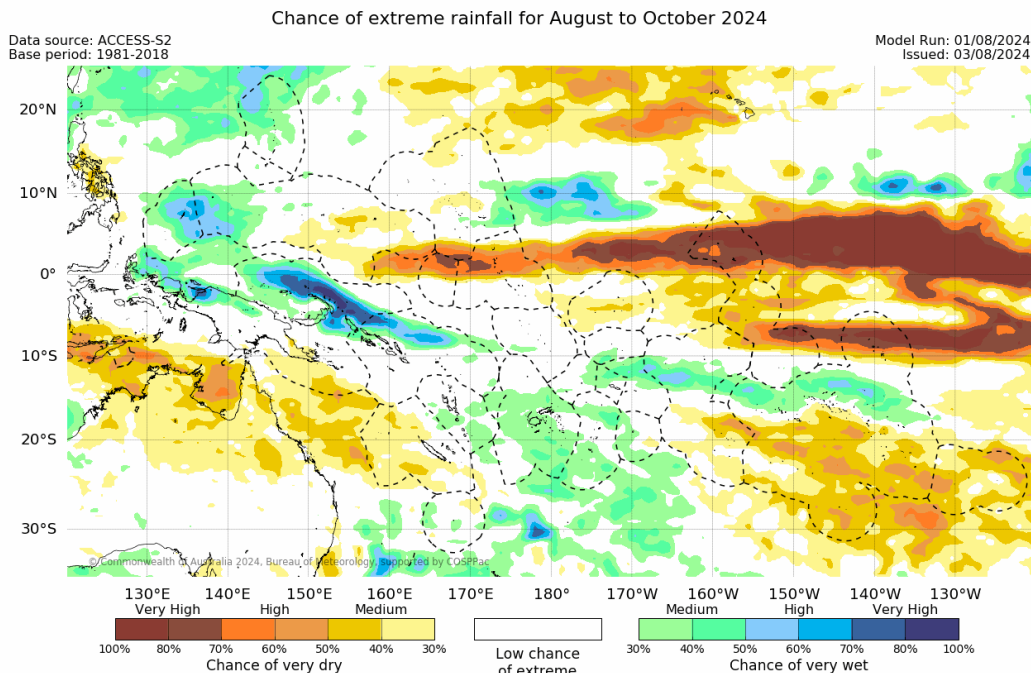 Chance of extreme rainfall for August to October 2024
Data source: ACCESS-S2
Base period: 1981-2018
Model Run: 01/08/2024
Issued: 03/08/2024
20°N
10°N
0°
10°S
20°S
30°S
© Commonwealth of Australia 2024, Bureau of Meteorology, supported by COSPPac
130°E 140°E 150°E 160°E 170°E 180° 170°W 160°W 150°W 140°W 130°W
Very High High Medium
100% 80% 70% 60% 50% 40% 30%
Chance of very dry
Low chance
of extreme
Medium High Very High
30% 40% 50% 60% 70% 80% 100%
Chance of very wet